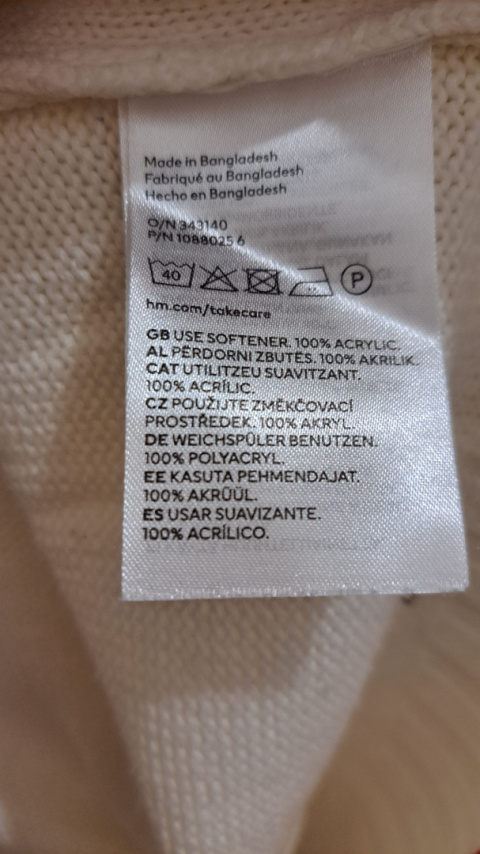 Made in Bangladesh
Fabriqué au Bangladesh
Hecho en Bangladesh
O/N 343140
P/N 1088025 6
40 P
hm.com/takecare
GB USE SOFTENER. 100% ACRYLIC.
AL PËRDORNI ZBUTËS. 100% AKRILIK.
CAT UTILITZEU SUAVITZANT.
100% ACRÍLIC.
CZ POUŽIJTE ZMĚKČOVACÍ
PROSTŘEDEK. 100% AKRYL.
DE WEICHSPÜLER BENUTZEN.
100% POLYACRYL.
EE KASUTA PEHMENDAJAT.
100% AKRÜÜL.
ES USAR SUAVIZANTE.
100% ACRÍLICO.